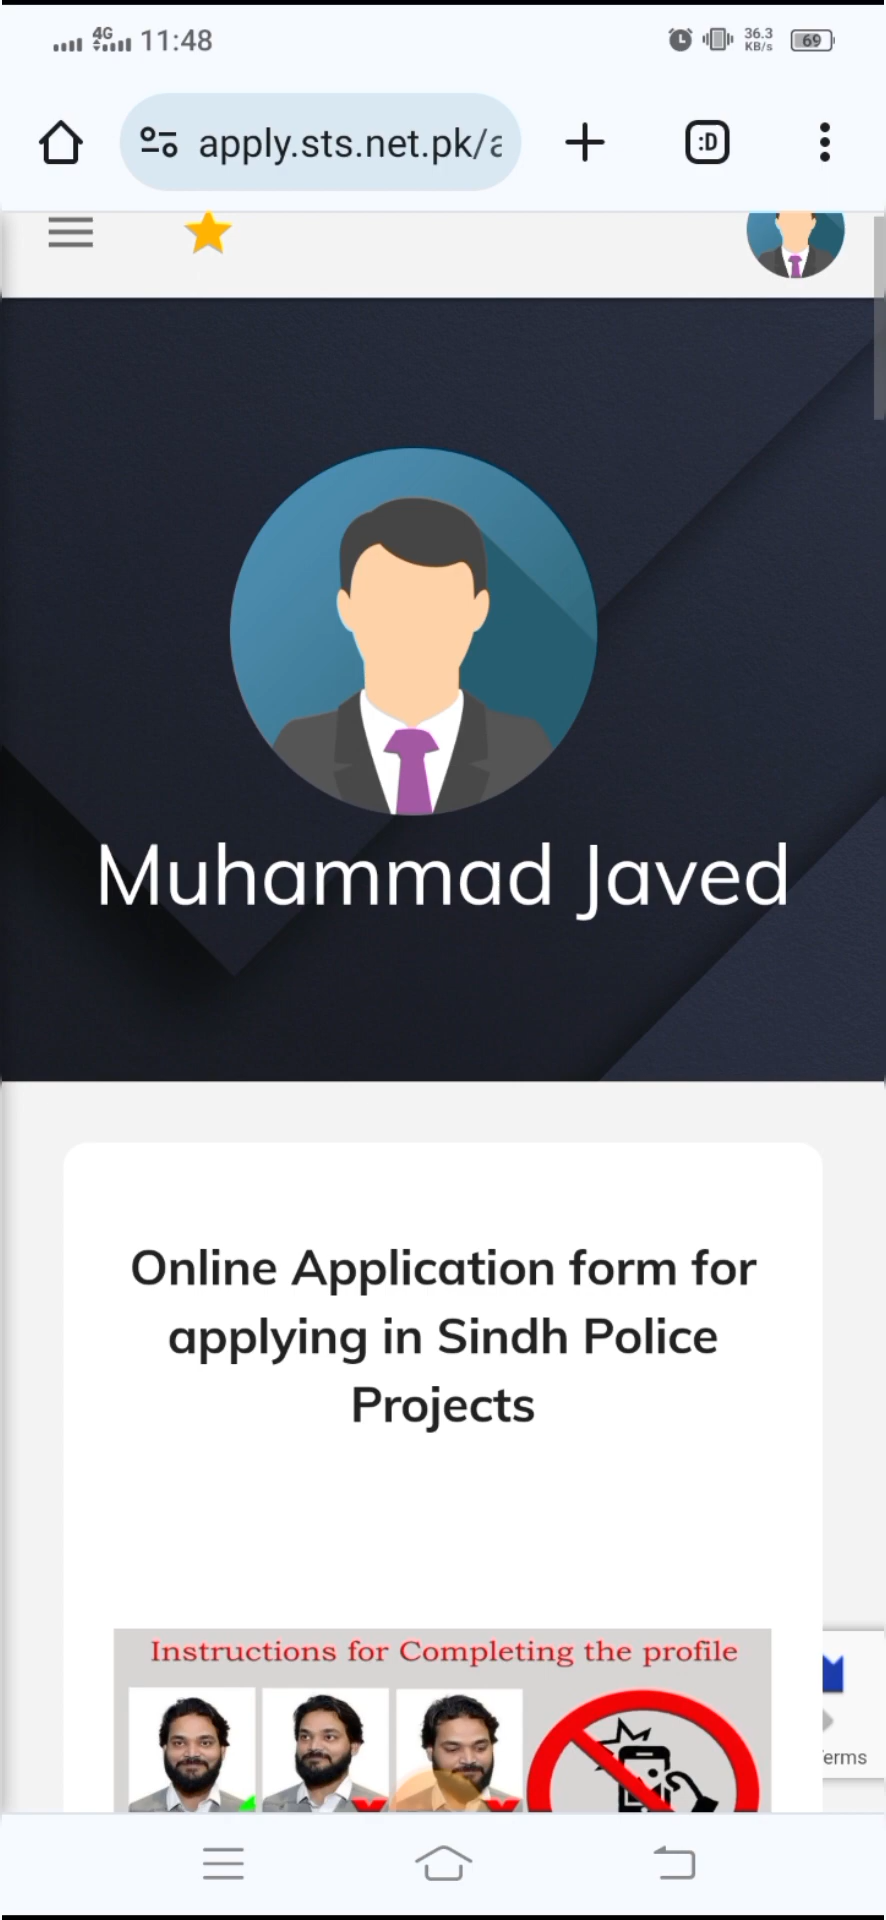 4G 11:48 36.3 KB/s 69
apply.sts.net.pk/a :D
Muhammad Javed
Online Application form for
applying in Sindh Police
Projects
Instructions for Completing the profile
erms